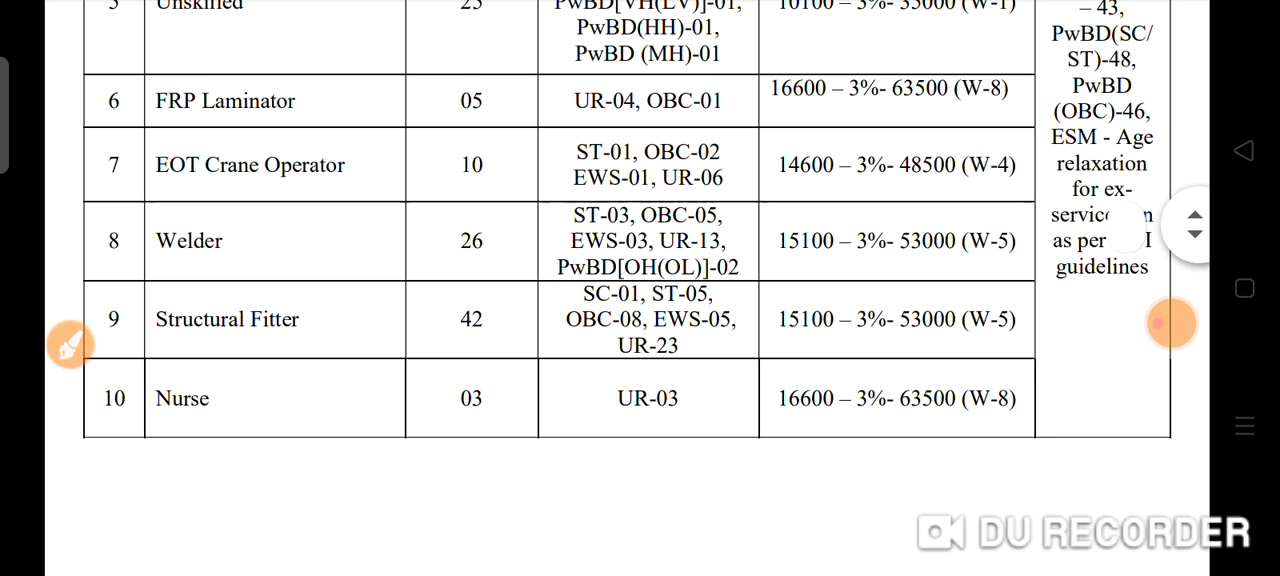 5 Unskilled 25 PwBD[VH(LV)]-01, 10100 – 3%- 35000 (W-1)
PwBD(HH)-01,
PwBD (MH)-01
6 FRP Laminator 05 UR-04, OBC-01 16600 – 3%- 63500 (W-8)
7 EOT Crane Operator 10 ST-01, OBC-02 14600 – 3%- 48500 (W-4)
EWS-01, UR-06
8 Welder 26 ST-03, OBC-05, 15100 – 3%- 53000 (W-5)
EWS-03, UR-13,
PwBD[OH(OL)]-02
9 Structural Fitter 42 SC-01, ST-05, 15100 – 3%- 53000 (W-5)
OBC-08, EWS-05,
UR-23
10 Nurse 03 UR-03 16600 – 3%- 63500 (W-8)
– 43,
PwBD(SC/
ST)-48,
PwBD
(OBC)-46,
ESM - Age
relaxation
for ex-
as per
guidelines
DU RECORDER